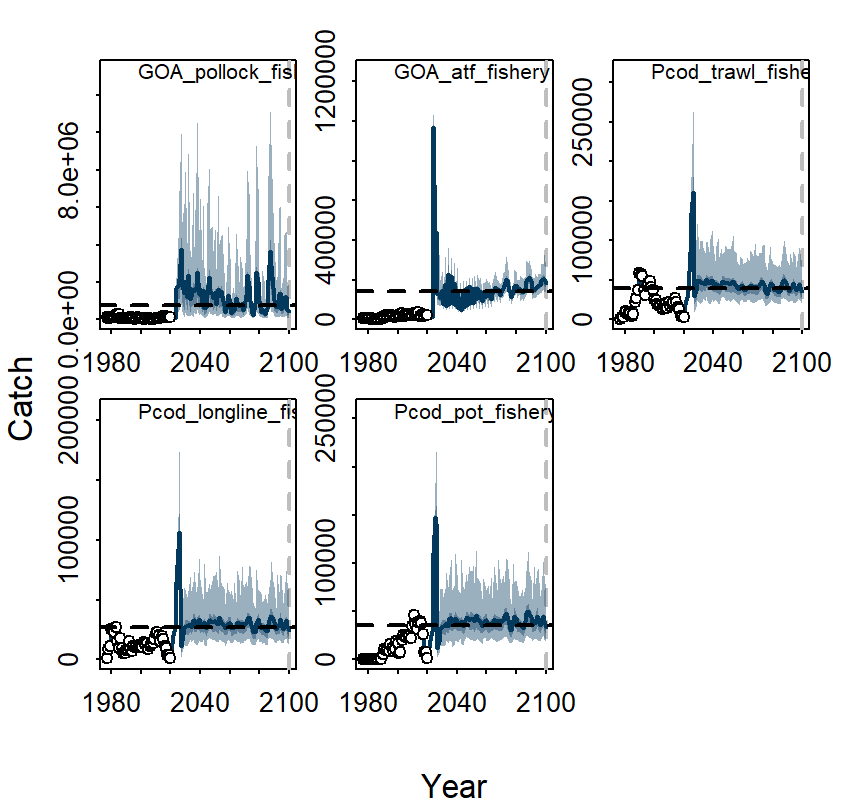 Catch
GOA_pollock_fis
0.0e+00 8.0e+06
1980 2040 2100
GOA_atf_fishery
0 400000 1200000
1980 2040 2100
Pcod_trawl_fishe
0 100000 250000
1980 2040 2100
Pcod_longline_fis
0 100000 200000
1980 2040 2100
Pcod_pot_fishery
0 100000 250000
1980 2040 2100
Year